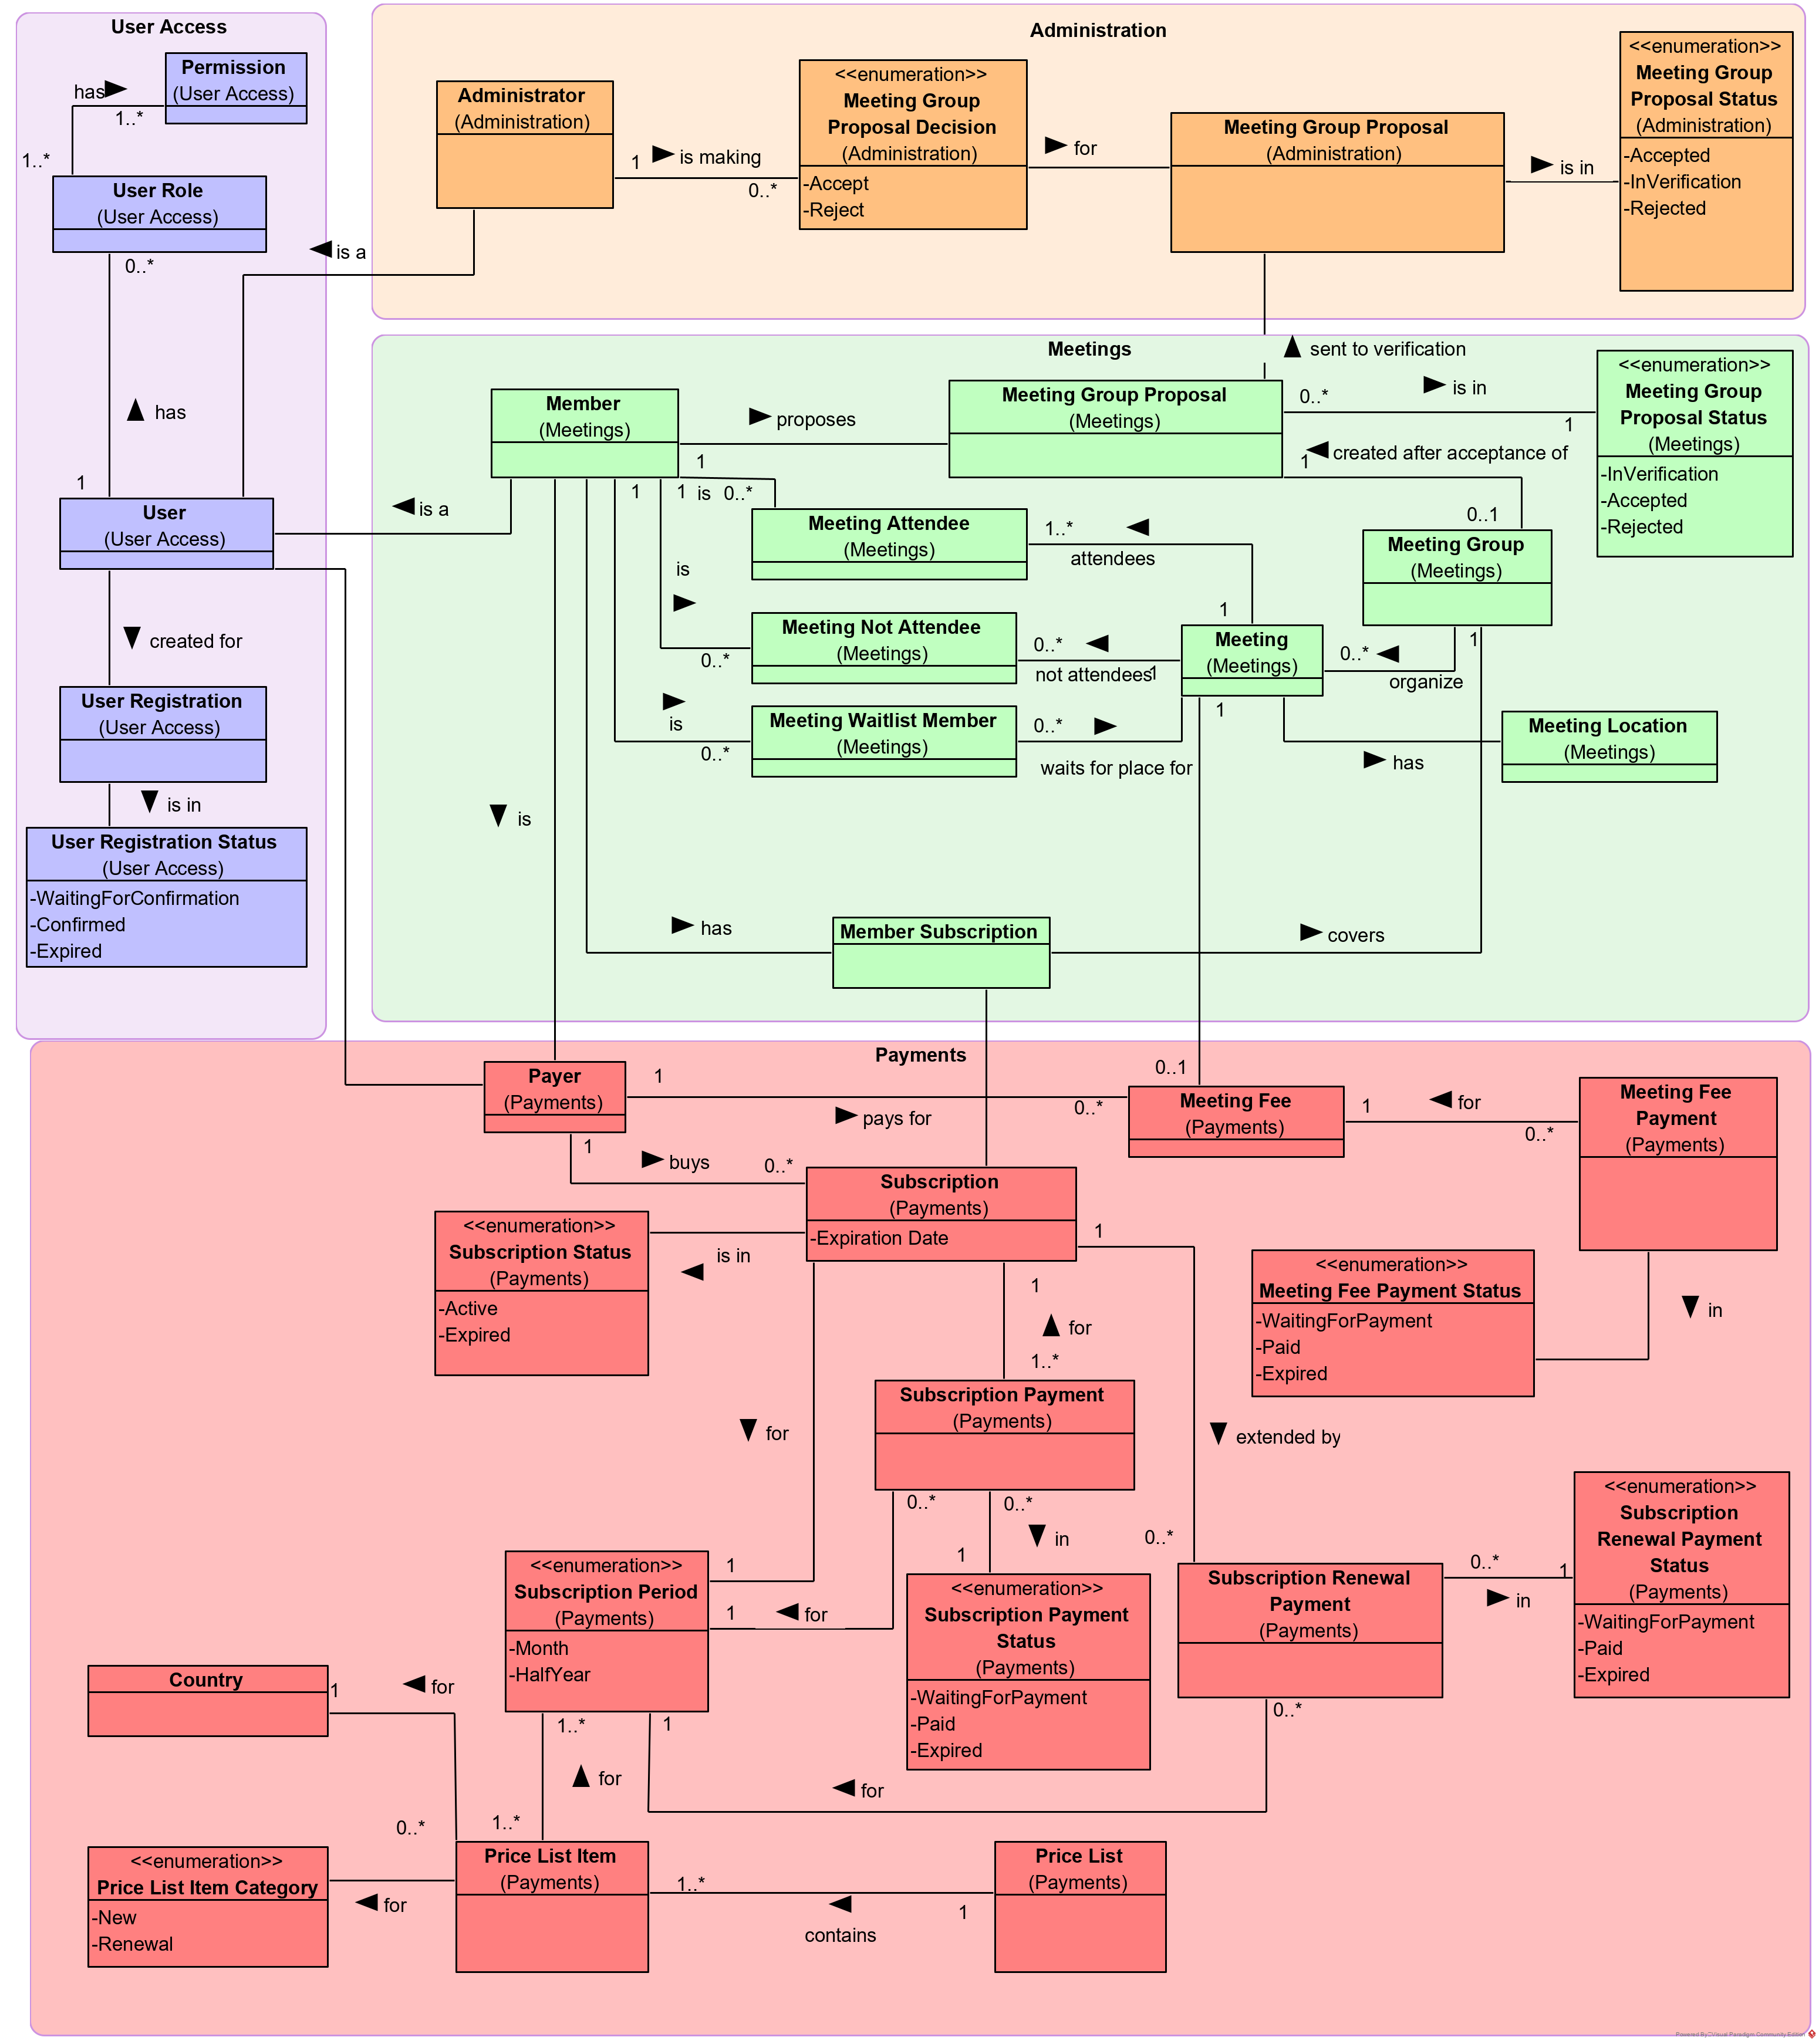 User Access
Permission
(User Access)
has
1..*
1..*
User Role
(User Access)
0..*
has
1
User
(User Access)
created for
User Registration
(User Access)
is in
User Registration Status
(User Access)
-WaitingForConfirmation
-Confirmed
-Expired
Administration
Administrator
(Administration)
is a
1
is making
0..*
<<enumeration>>
Meeting Group
Proposal Decision
(Administration)
-Accept
-Reject
for
Meeting Group Proposal
(Administration)
is in
<<enumeration>>
Meeting Group
Proposal Status
(Administration)
-Accepted
-InVerification
-Rejected
Meetings
sent to verification
Member
(Meetings)
proposes
Meeting Group Proposal
(Meetings)
0..*
is in
1
<<enumeration>>
Meeting Group
Proposal Status
(Meetings)
-InVerification
-Accepted
-Rejected
1
created after acceptance of
0..1
is a
1
1
1
is
0..*
Meeting Attendee
(Meetings)
1..*
attendees
1
Meeting Group
(Meetings)
is
0..*
Meeting Not Attendee
(Meetings)
0..*
not attendees
1
Meeting
(Meetings)
0..*
organize
1
is
0..*
Meeting Waitlist Member
(Meetings)
0..*
waits for place for
1
has
Meeting Location
(Meetings)
is
has
Member Subscription
covers
Payments
Payer
(Payments)
1
pays for
0..*
0..1
Meeting Fee
(Payments)
1
for
0..*
Meeting Fee
Payment
(Payments)
1
buys
0..*
Subscription
(Payments)
-Expiration Date
<<enumeration>>
Subscription Status
(Payments)
-Active
-Expired
is in
1
1
<<enumeration>>
Meeting Fee Payment Status
-WaitingForPayment
-Paid
-Expired
in
for
1..*
Subscription Payment
(Payments)
for
extended by
0..*
0..*
in
1
0..*
<<enumeration>>
Subscription Period
(Payments)
-Month
-HalfYear
1
1
for
<<enumeration>>
Subscription Payment
Status
(Payments)
-WaitingForPayment
-Paid
-Expired
Subscription Renewal
Payment
(Payments)
0..*
1
in
<<enumeration>>
Subscription
Renewal Payment
Status
(Payments)
-WaitingForPayment
-Paid
-Expired
Country
1
for
1..*
1
0..*
for
for
0..*
1..*
<<enumeration>>
Price List Item Category
-New
-Renewal
for
Price List Item
(Payments)
1..*
contains
1
Price List
(Payments)
Powered By Visual Paradigm Community Edition